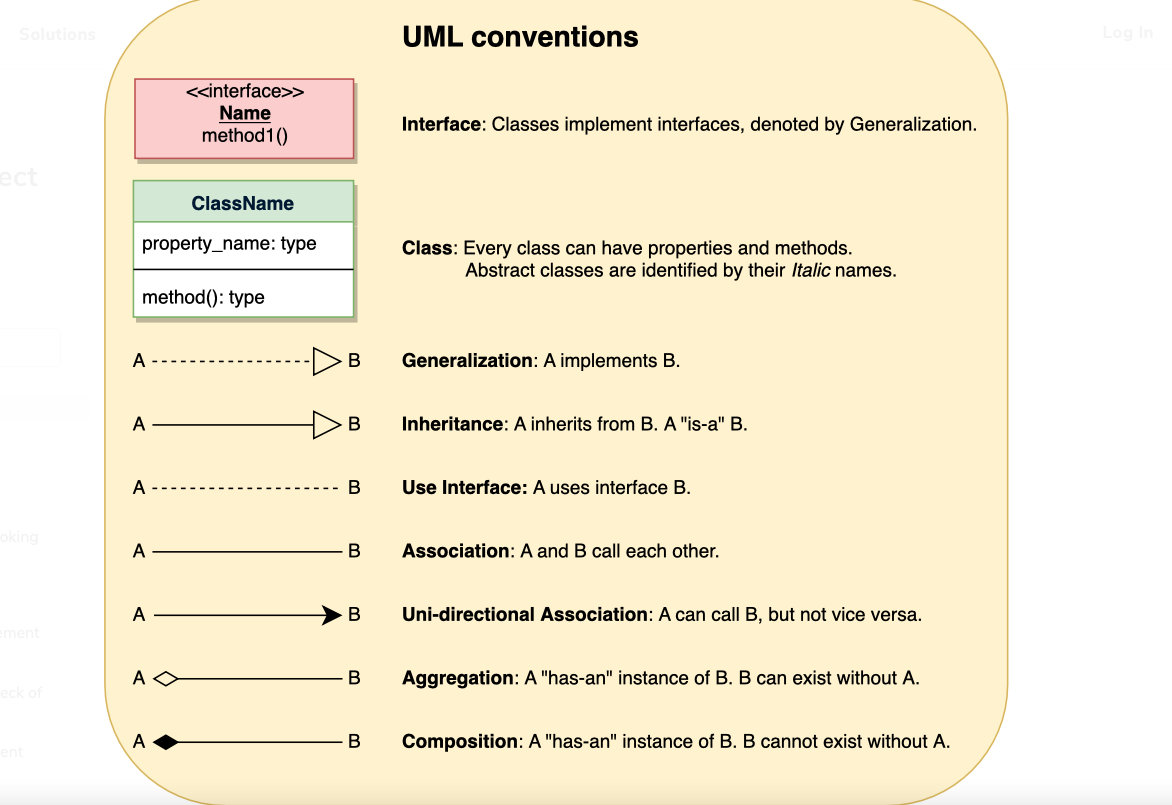 Solutions
Log In
UML conventions
<<interface>>
Name
method1()
Interface: Classes implement interfaces, denoted by Generalization.
ect
ClassName
property_name: type
method(): type
Class: Every class can have properties and methods.
Abstract classes are identified by their Italic names.
A B Generalization: A implements B.
A B Inheritance: A inherits from B. A "is-a" B.
A B Use Interface: A uses interface B.
oking
A B Association: A and B call each other.
A B Uni-directional Association: A can call B, but not vice versa.
ement
A B Aggregation: A "has-an" instance of B. B can exist without A.
eck of
A B Composition: A "has-an" instance of B. B cannot exist without A.
ent